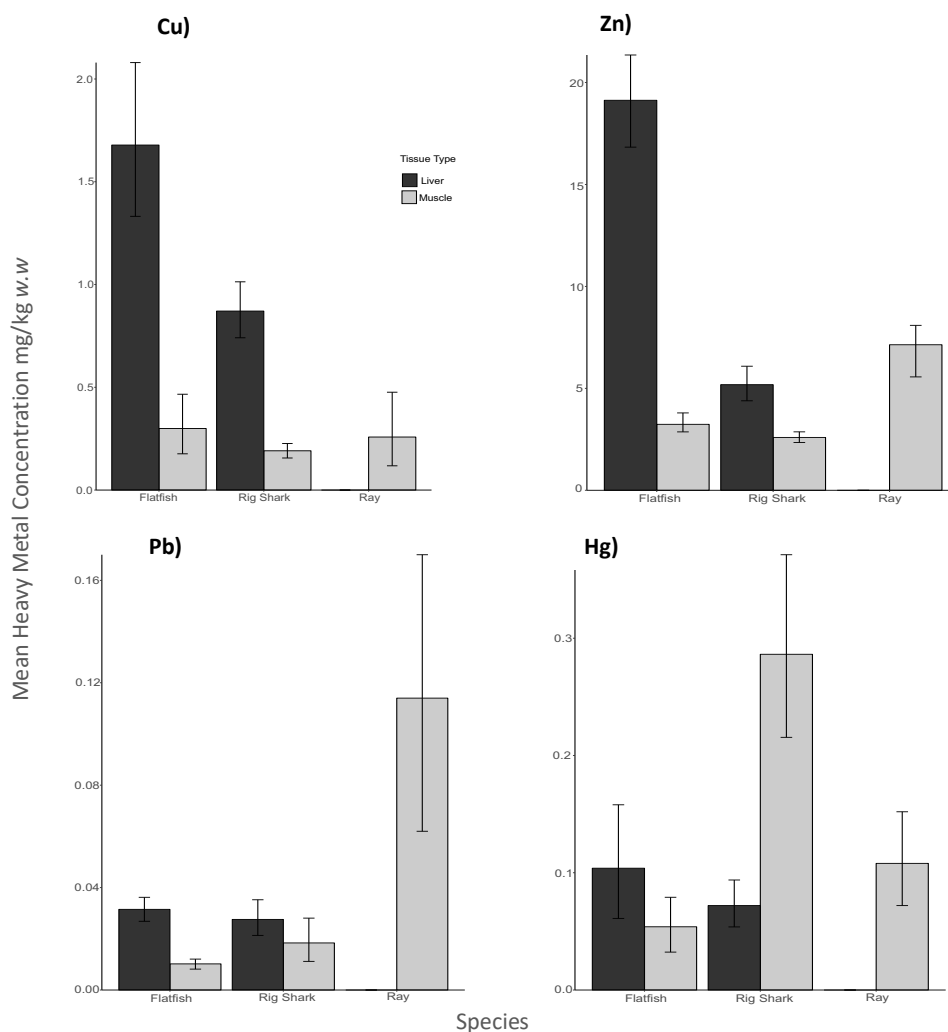 Cu)
Zn)
Mean Heavy Metal Concentration mg/kg w.w
2.0
1.5
1.0
0.5
0.0
Flatfish Rig Shark Ray
Tissue Type
Liver
Muscle
20
15
10
5
0
Flatfish Rig Shark Ray
Pb)
Hg)
0.16
0.12
0.08
0.04
0.00
Flatfish Rig Shark Ray
0.3
0.2
0.1
0.0
Flatfish Rig Shark Ray
Species